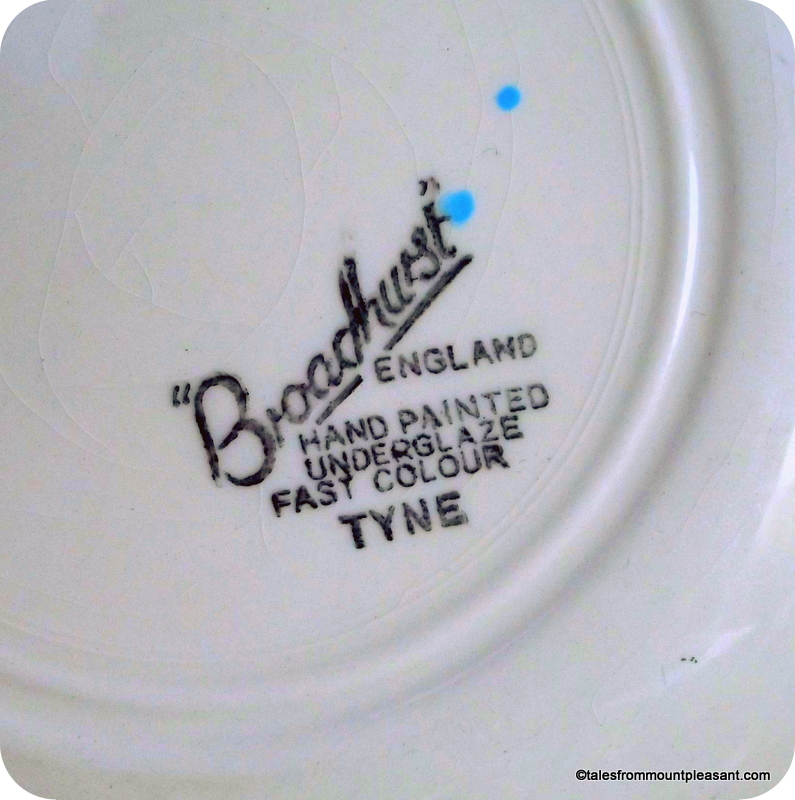 "Broadhurst"
ENGLAND
HAND PAINTED
UNDERGLAZE
FAST COLOUR
TYNE
©talesfrommountpleasant.com